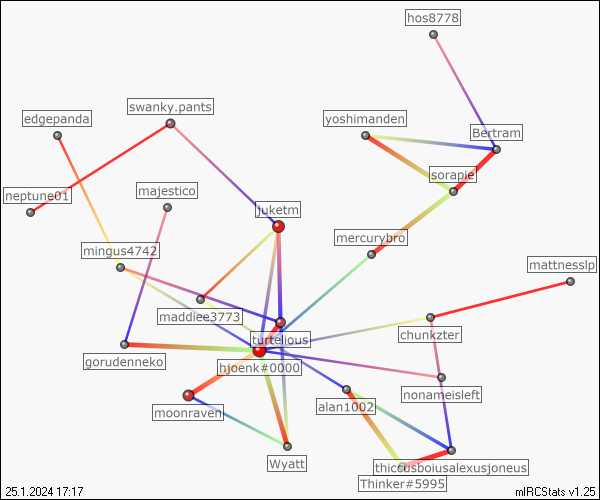 hos8778
swanky.pants
edgepanda
yoshimanden
Bertram
sorapie
majestico
neptune01
juketm
mercurybro
mingus4742
mattnesslp
maddiee3773
chunkzter
turtelious
gorudenneko
hjoenk#0000
nonameisleft
alan1002
moonraven
Wyatt
thiccusboiusalexusjoneus
Thinker#5995
25.1.2024 17:17
mIRCStats v1.25